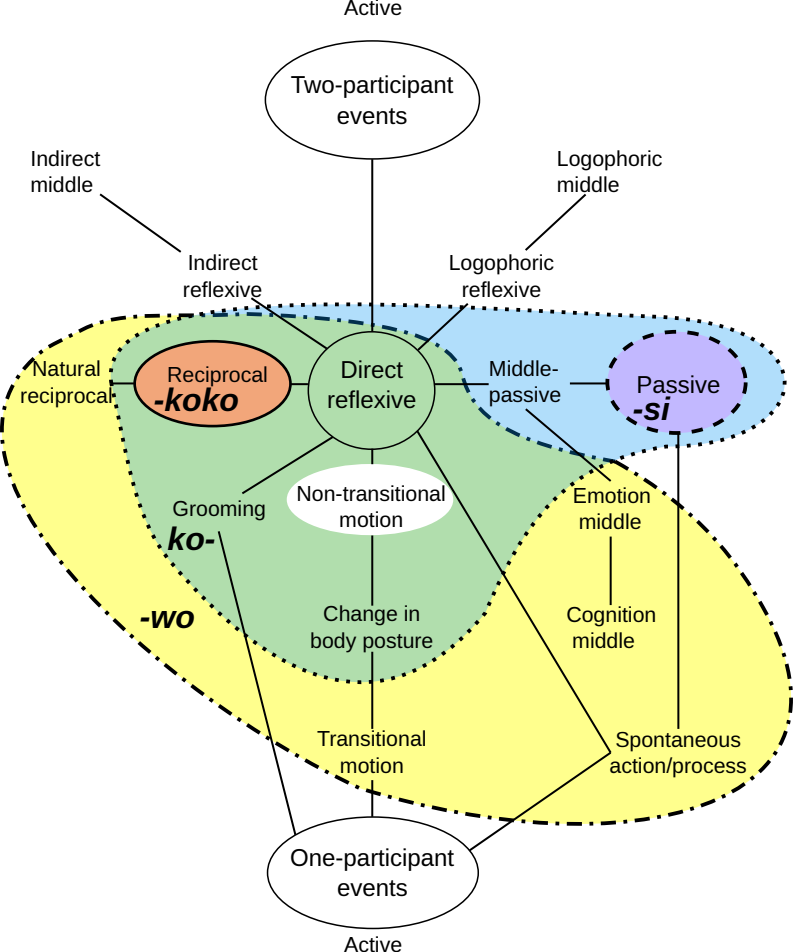 Active
Two-participant
events
Indirect
middle
Logophoric
middle
Indirect
reflexive
Logophoric
reflexive
Natural
reciprocal
Reciprocal
-koko
Direct
reflexive
Middle-
passive
Passive
-si
Grooming
ko-
Non-transitional
motion
Emotion
middle
-wo
Change in
body posture
Cognition
middle
Transitional
motion
Spontaneous
action/process
One-participant
events
Active